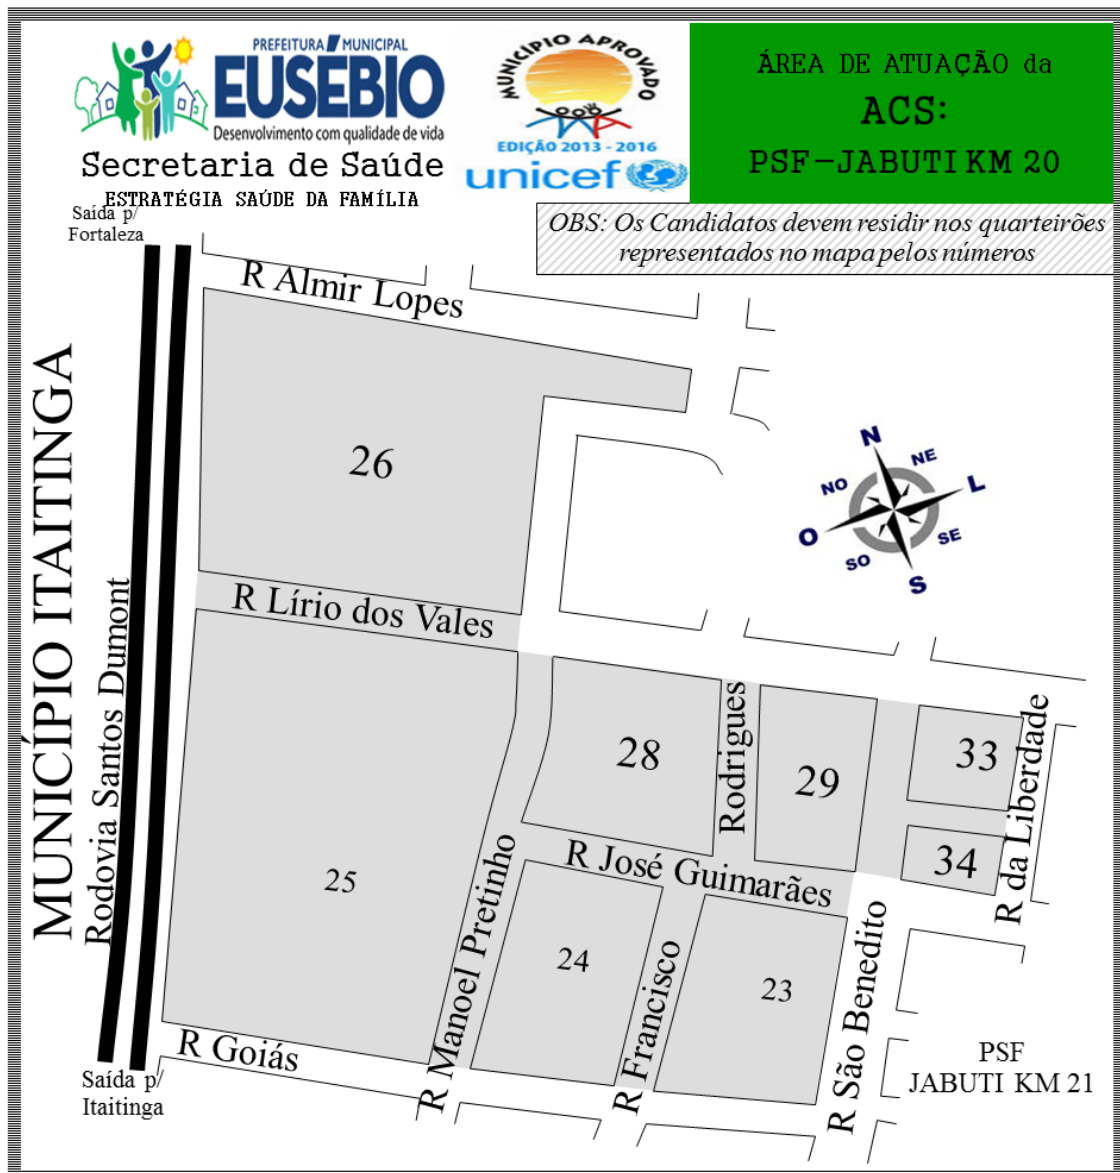 PREFEITURA MUNICIPAL
EUSÉBIO
Desenvolvimento com qualidade de vida
Secretaria de Saúde
ESTRATÉGIA SAÚDE DA FAMÍLIA
MUNICÍPIO APROVADO
EDIÇÃO 2013 - 2016
unicef
ÁREA DE ATUAÇÃO da
ACS:
PSF-JABUTI KM 20
OBS: Os Candidatos devem residir nos quarteirões
representados no mapa pelos números
Saída p/
Fortaleza
R Almir Lopes
MUNICÍPIO ITAITINGA
Rodovia Santos Dumont
26
N
NE
L
SE
S
SO
O
NO
R Lírio dos Vales
28
Rodrigues
29
33
34
R da Liberdade
R José Guimarães
25
R Manoel Pretinho
24
R Francisco
23
R São Benedito
R Goiás
PSF
JABUTI KM 21
Saída p/
Itaitinga